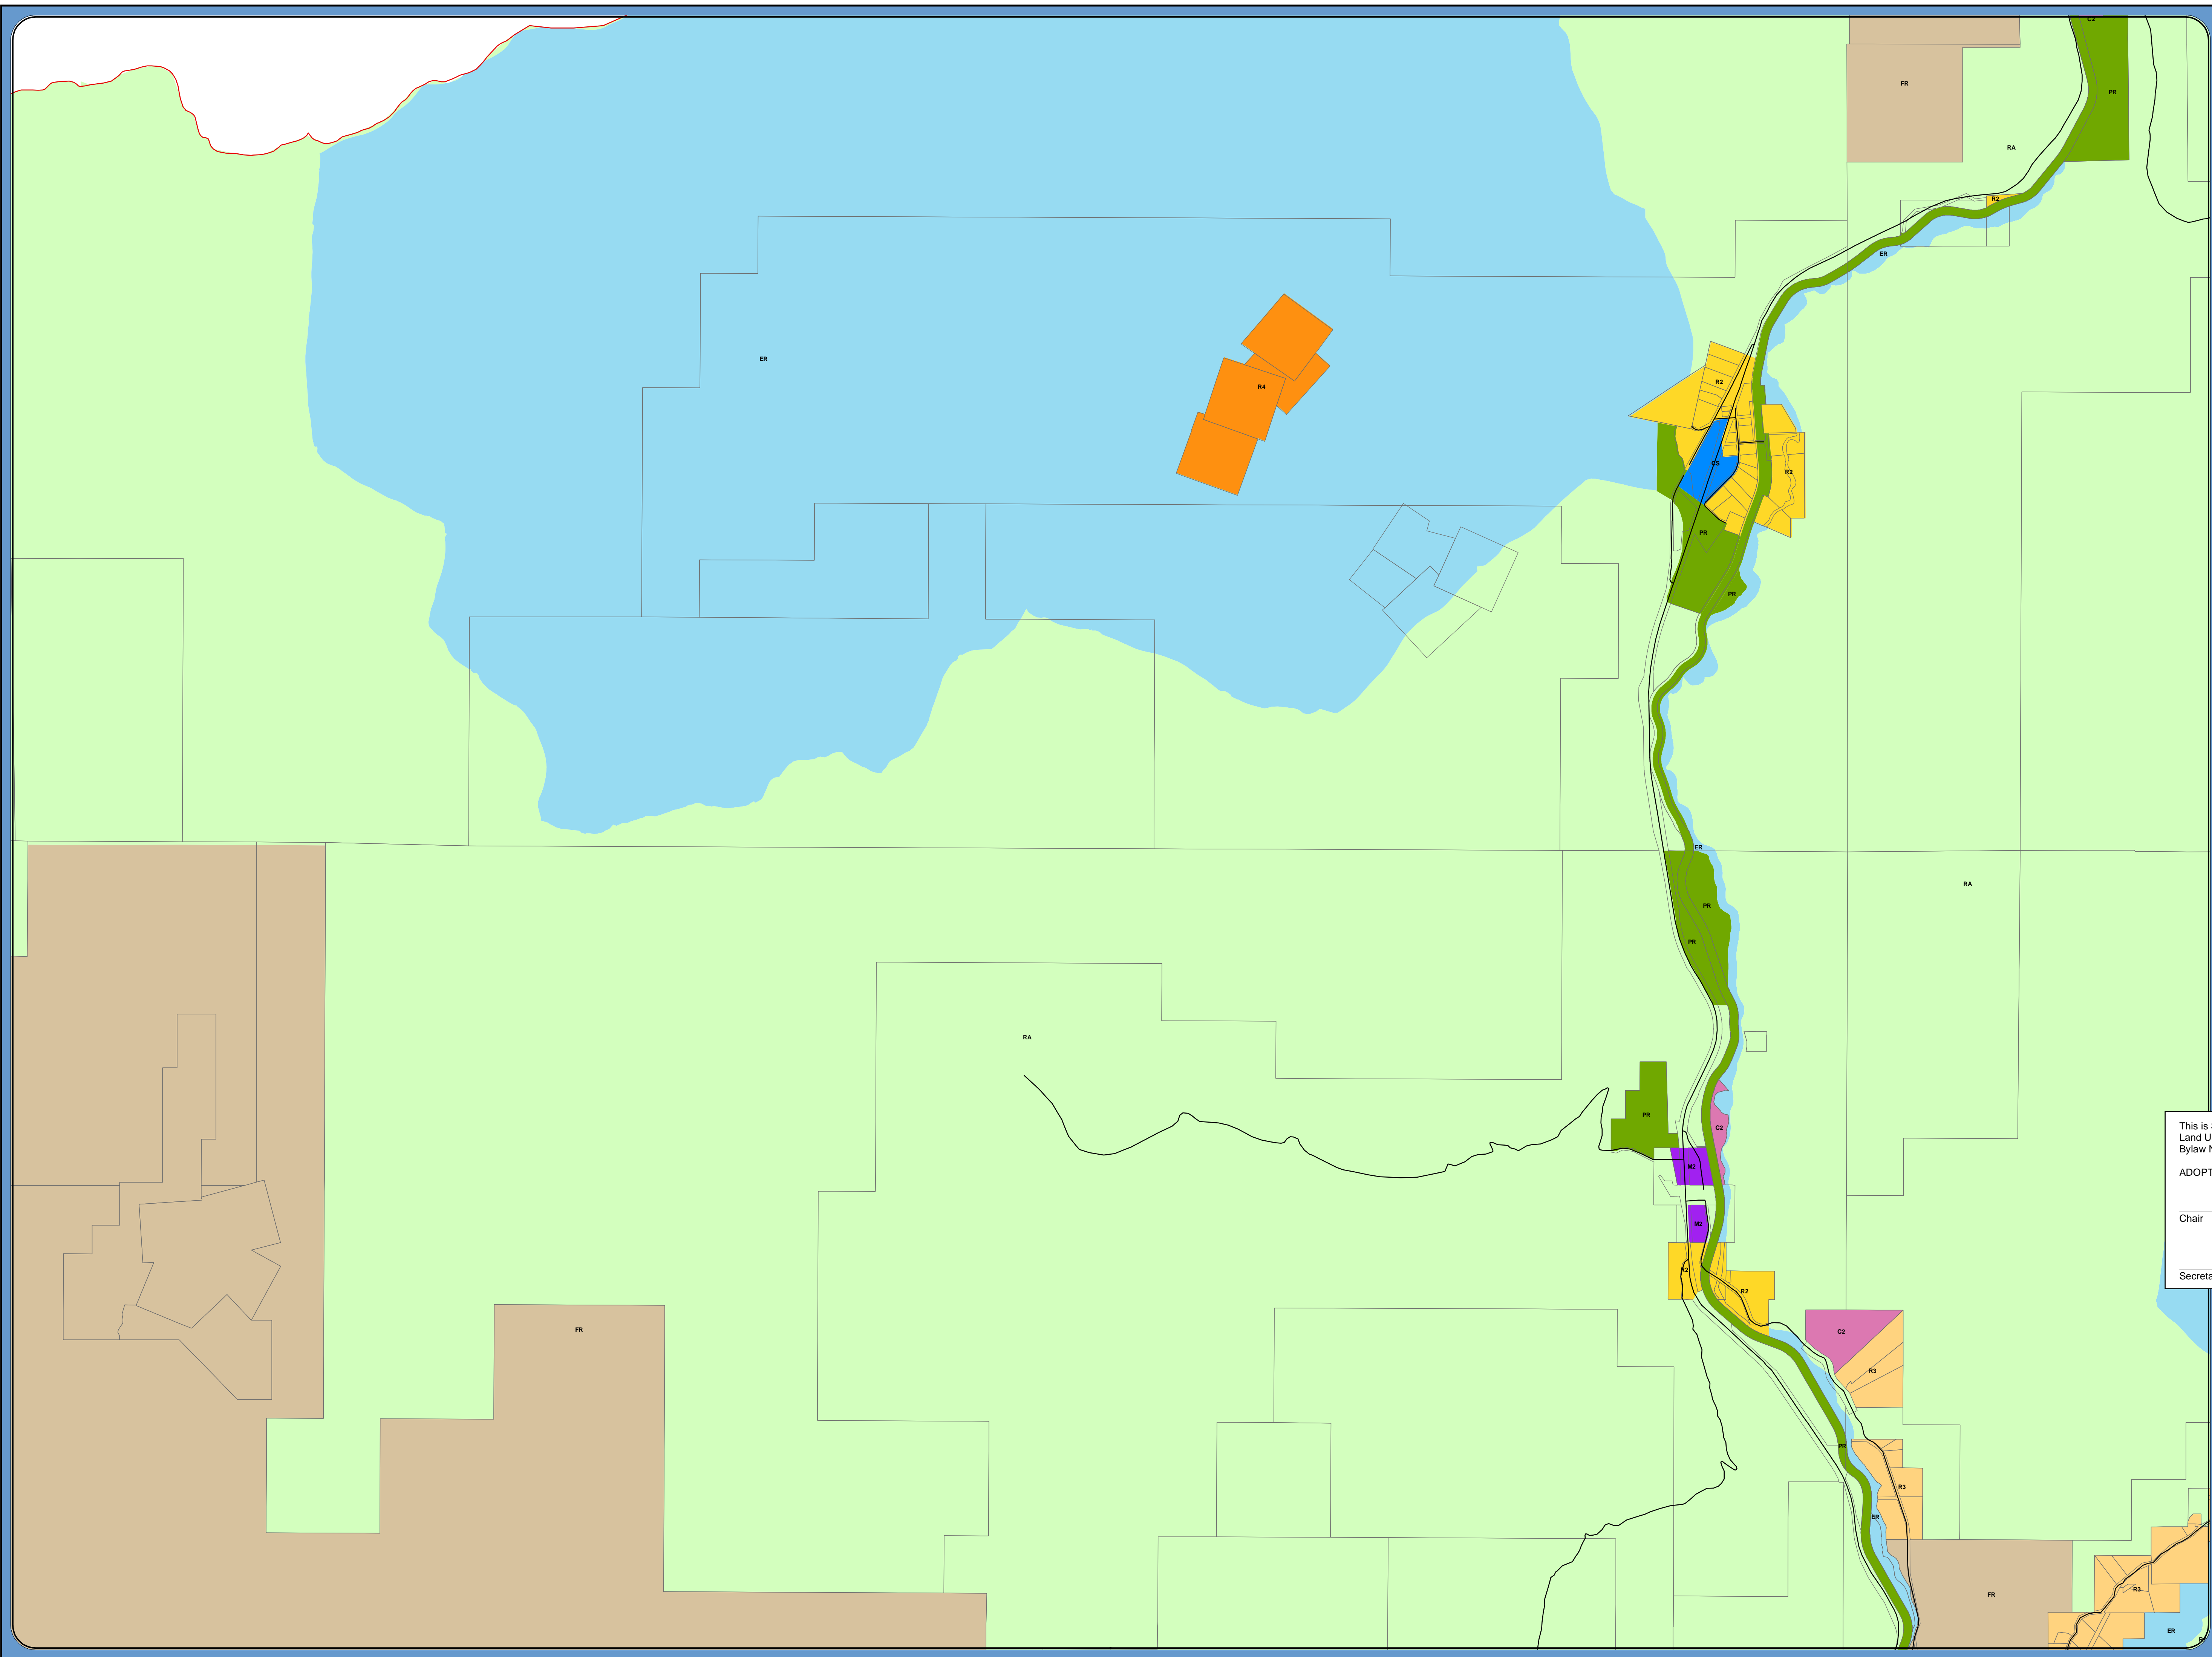 C2
FR
PR
RA
R2
ER
ER
R4
R2
CS
R2
PR
PR
ER
RA
PR
PR
RA
PR
C2
M2
M2
R2
R2
FR
C2
R3
PR
R3
ER
FR
R3
ER
This is
Land U
Bylaw N
ADOPT
Chair
Secreta